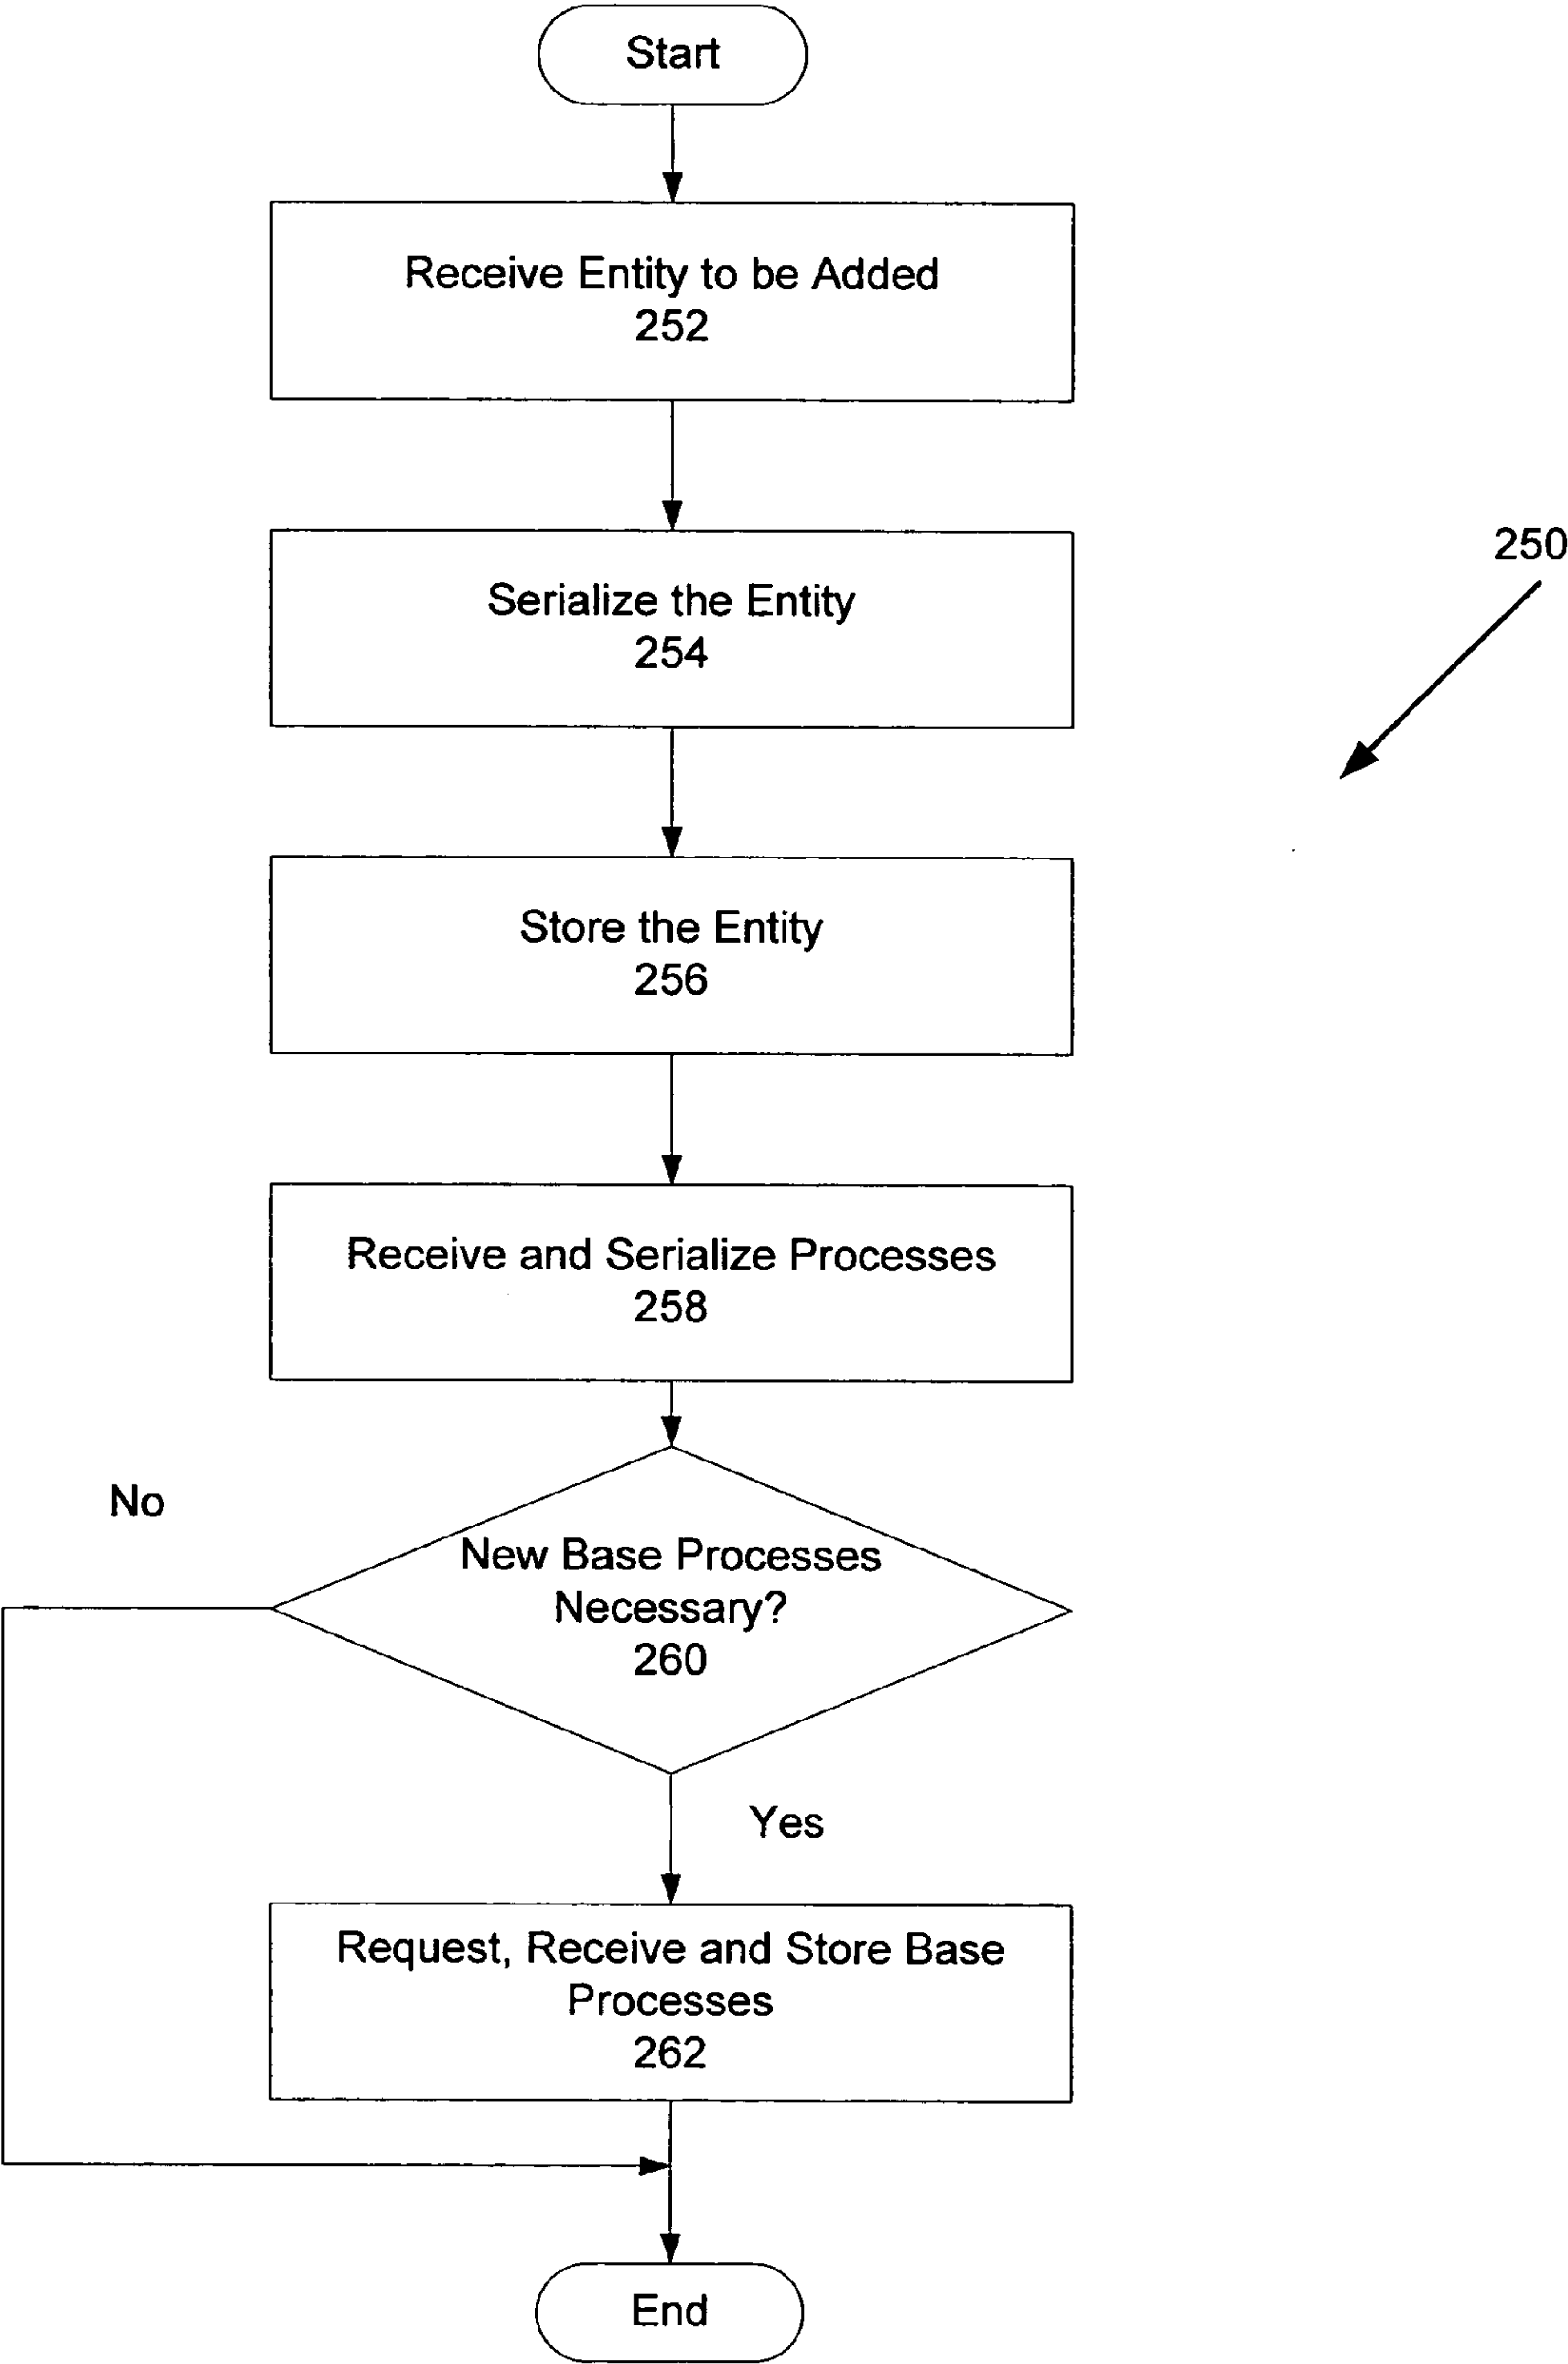 Start
Receive Entity to be Added
252
Serialize the Entity
254
250
Store the Entity
256
Receive and Serialize Processes
258
No
New Base Processes
Necessary?
260
Yes
Request, Receive and Store Base
Processes
262
End